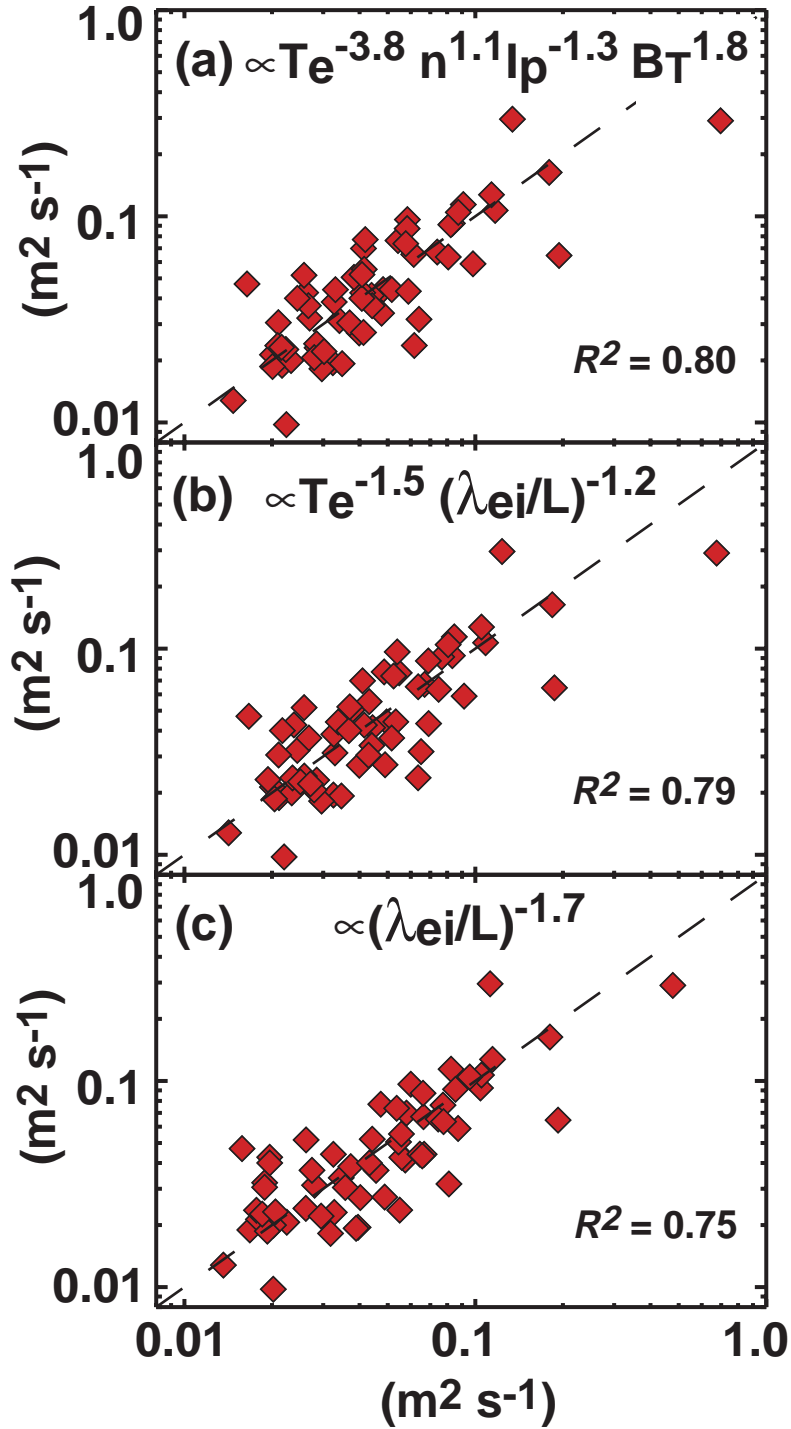 1.0
(a) ∝Te⁻³·⁸ n¹·¹Ip⁻¹·³ BT¹·⁸
(m² s⁻¹)
0.1
R² = 0.80
0.01
1.0
(b) ∝Te⁻¹·⁵ (λei/L)⁻¹·²
(m² s⁻¹)
0.1
R² = 0.79
0.01
1.0
(c) ∝(λei/L)⁻¹·⁷
(m² s⁻¹)
0.1
R² = 0.75
0.01
0.01 0.1 1.0
(m² s⁻¹)